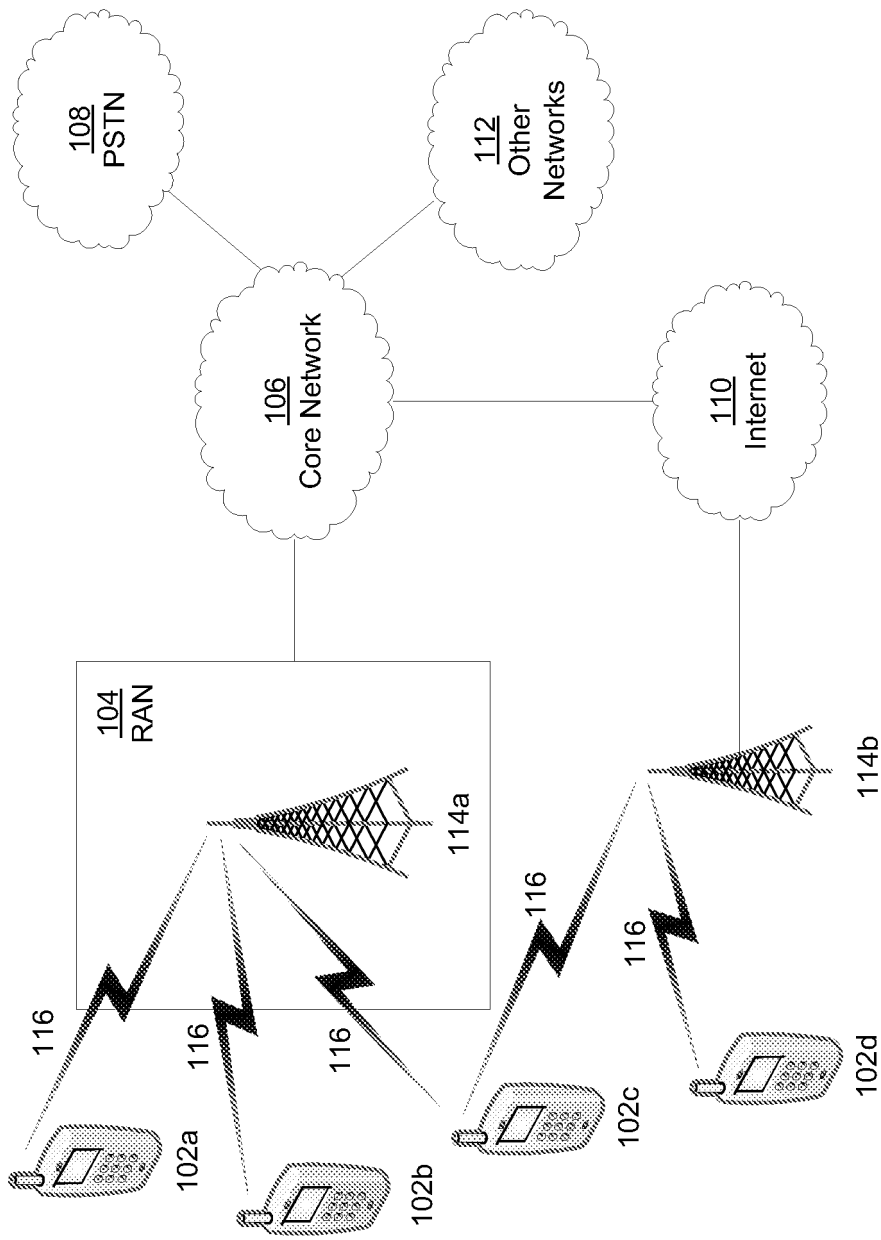 102a
116
102b
116
116
102c
116
102d
116
104
RAN
114a
114b
106
Core Network
110
Internet
108
PSTN
112
Other
Networks